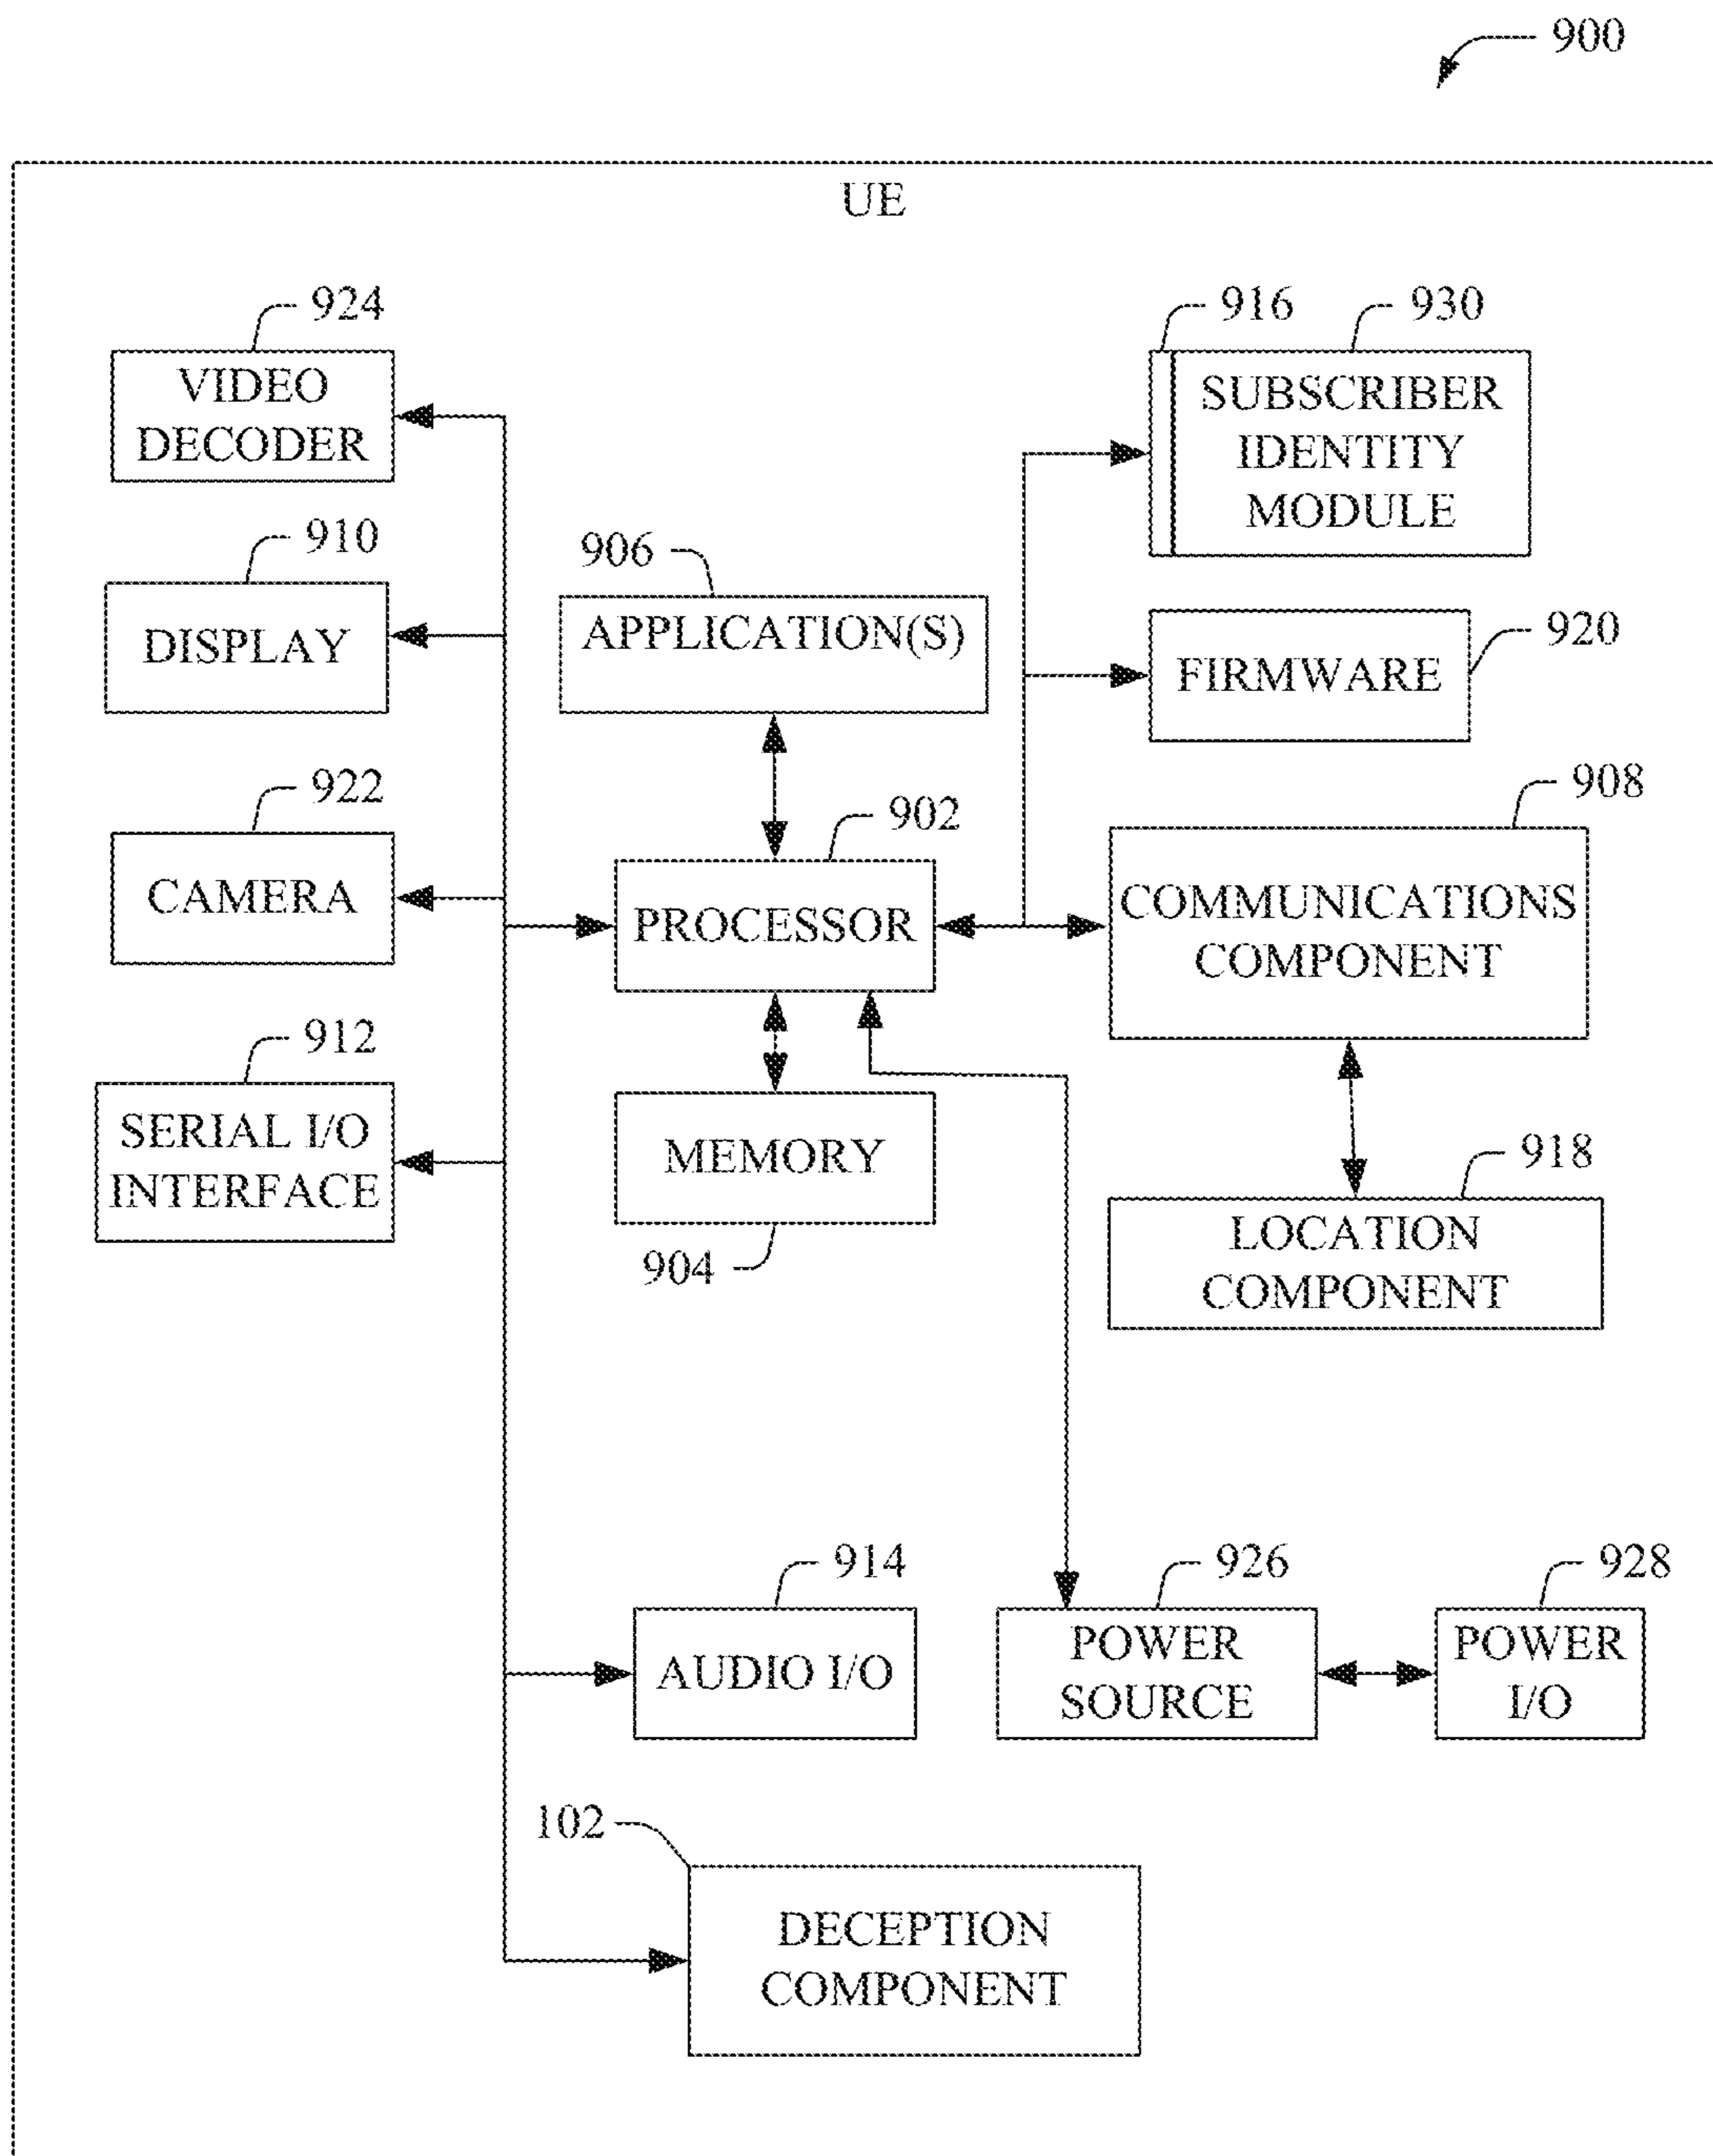 900
UE
924
VIDEO
DECODER
916
930
SUBSCRIBER
IDENTITY
MODULE
910
DISPLAY
906
APPLICATION(S)
920
FIRMWARE
922
CAMERA
902
PROCESSOR
908
COMMUNICATIONS
COMPONENT
912
SERIAL I/O
INTERFACE
MEMORY
904
918
LOCATION
COMPONENT
914
AUDIO I/O
926
POWER
SOURCE
928
POWER
I/O
102
DECEPTION
COMPONENT